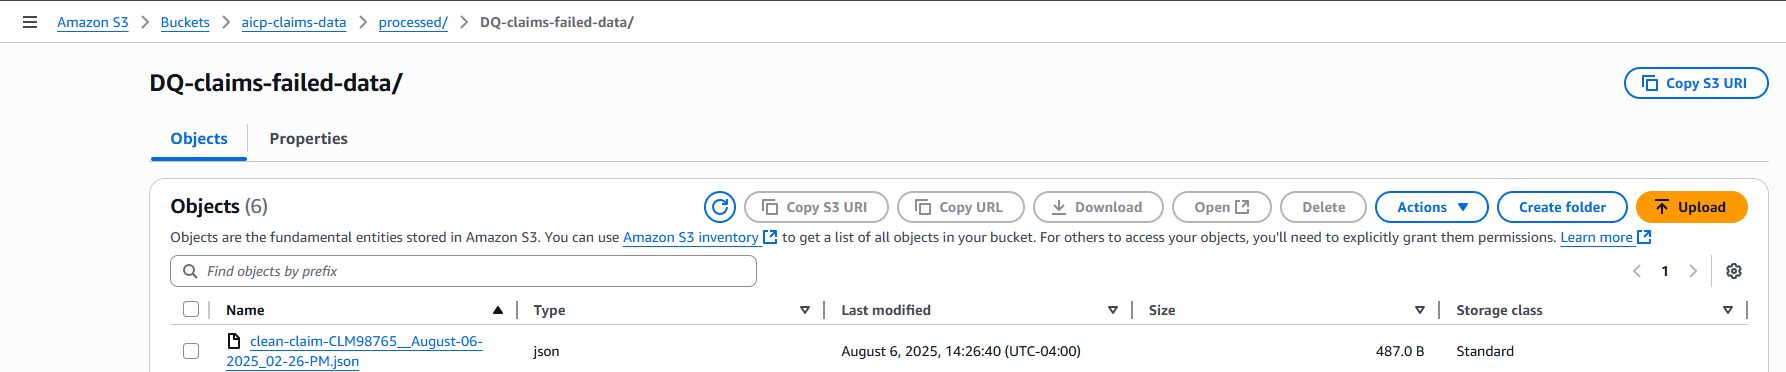 Amazon S3 > Buckets > aicp-claims-data > processed/ > DQ-claims-failed-data/
DQ-claims-failed-data/
Copy S3 URI
Objects
Properties
Objects (6)
Copy S3 URI
Copy URL
Download
Open
Delete
Actions
Create folder
Upload
Objects are the fundamental entities stored in Amazon S3. You can use Amazon S3 inventory to get a list of all objects in your bucket. For others to access your objects, you'll need to explicitly grant them permissions. Learn more
Find objects by prefix
1
Name
Type
Last modified
Size
Storage class
clean-claim-CLM98765__August-06-
2025_02-26-PM.json
json
August 6, 2025, 14:26:40 (UTC-04:00)
487.0 B
Standard